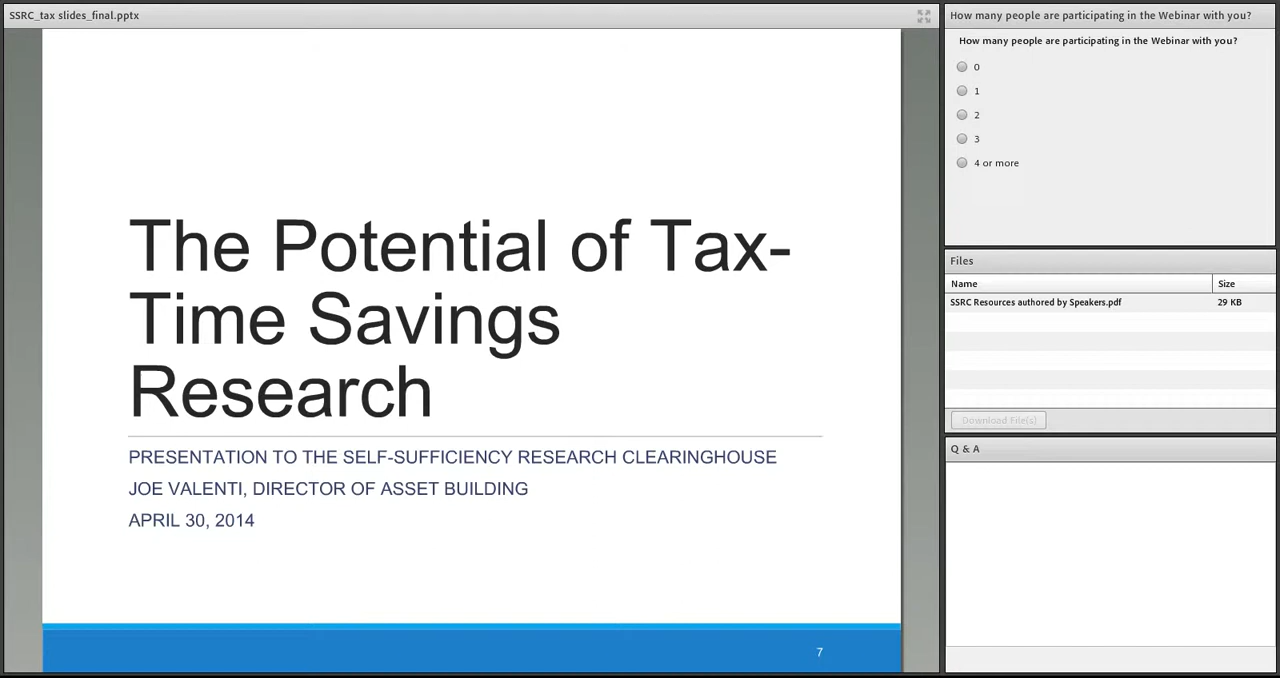 SSRC_tax slides_final.pptx
The Potential of Tax-
Time Savings
Research
PRESENTATION TO THE SELF-SUFFICIENCY RESEARCH CLEARINGHOUSE
JOE VALENTI, DIRECTOR OF ASSET BUILDING
APRIL 30, 2014
7
How many people are participating in the Webinar with you?
How many people are participating in the Webinar with you?
0
1
2
3
4 or more
Files
Name Size
SSRC Resources authored by Speakers.pdf 29 KB
Download File(s)
Q & A